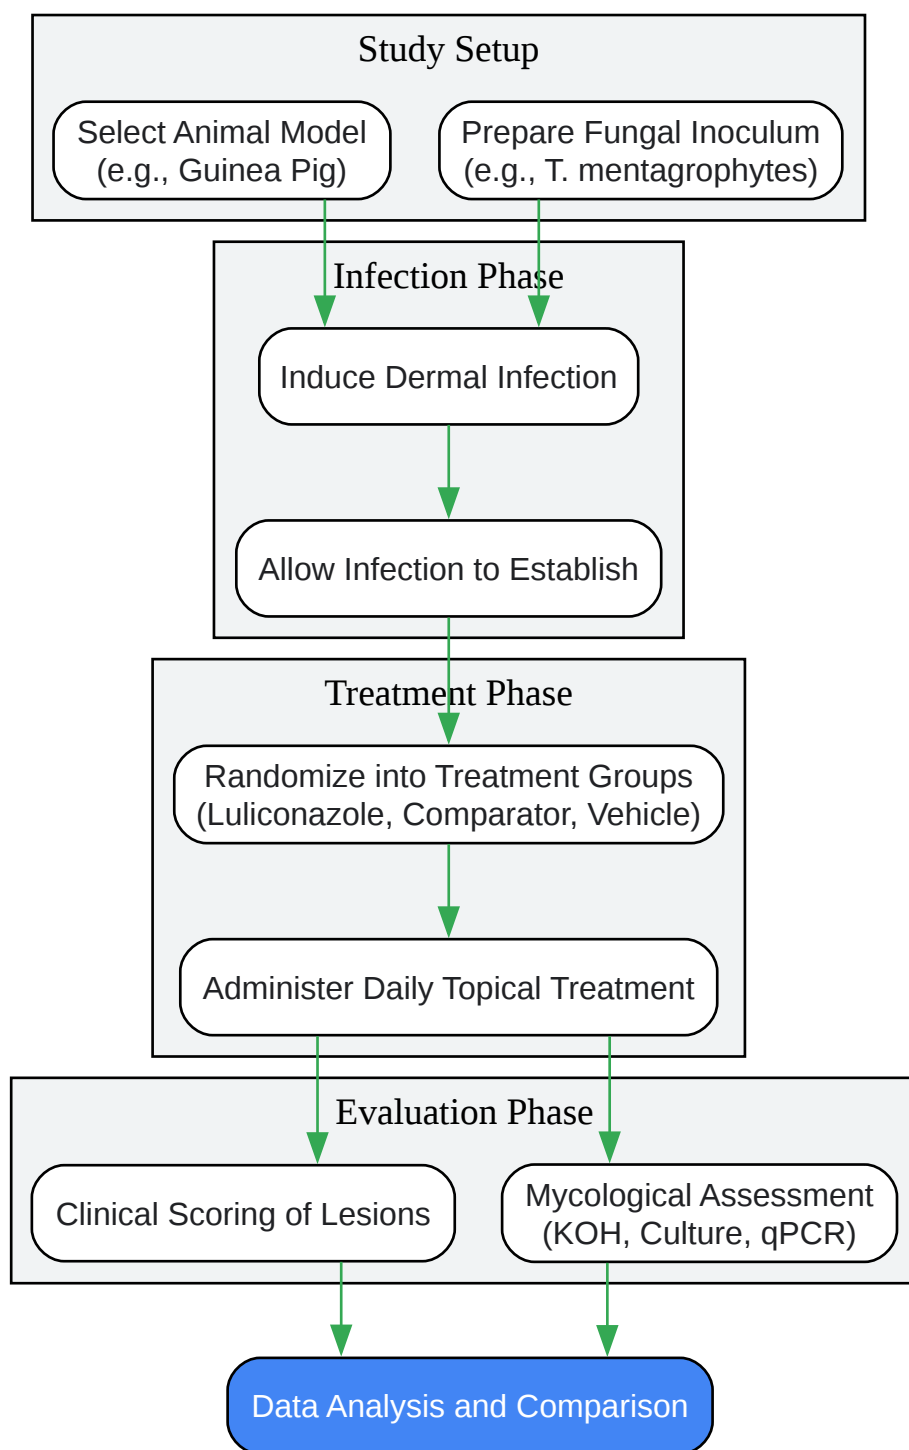 Study Setup
Select Animal Model
(e.g., Guinea Pig)
Prepare Fungal Inoculum
(e.g., T. mentagrophytes)
Infection Phase
Induce Dermal Infection
Allow Infection to Establish
Treatment Phase
Randomize into Treatment Groups
(Luliconazole, Comparator, Vehicle)
Administer Daily Topical Treatment
Evaluation Phase
Clinical Scoring of Lesions
Mycological Assessment
(KOH, Culture, qPCR)
Data Analysis and Comparison